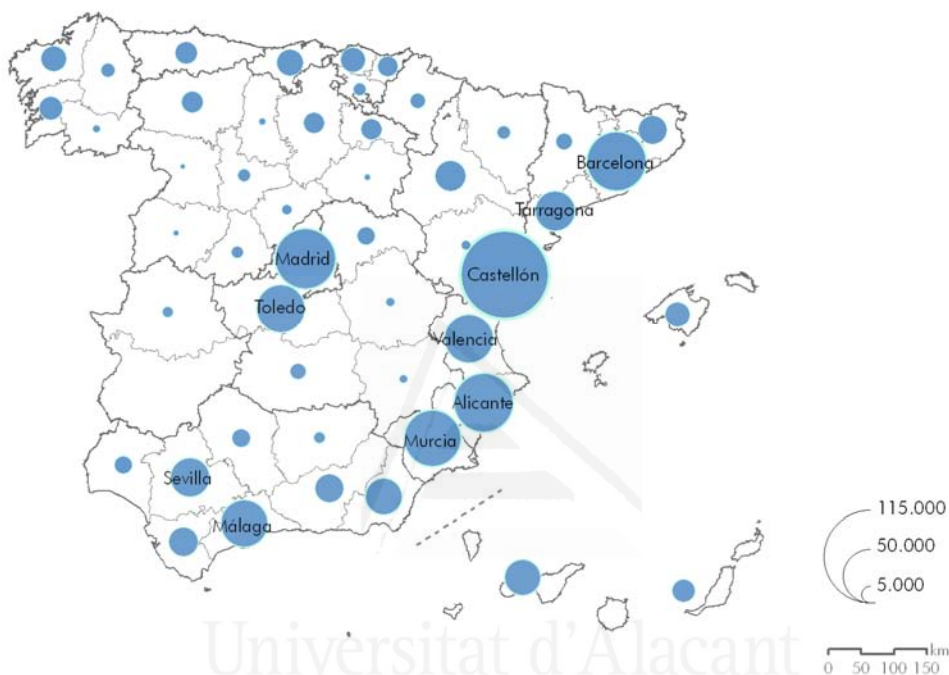 Barcelona
Tarragona
Madrid
Castellón
Toledo
Valencia
Alicante
Murcia
Sevilla
Málaga
115.000
50.000
5.000
km
0 50 100 150
Universitat d'Alacant